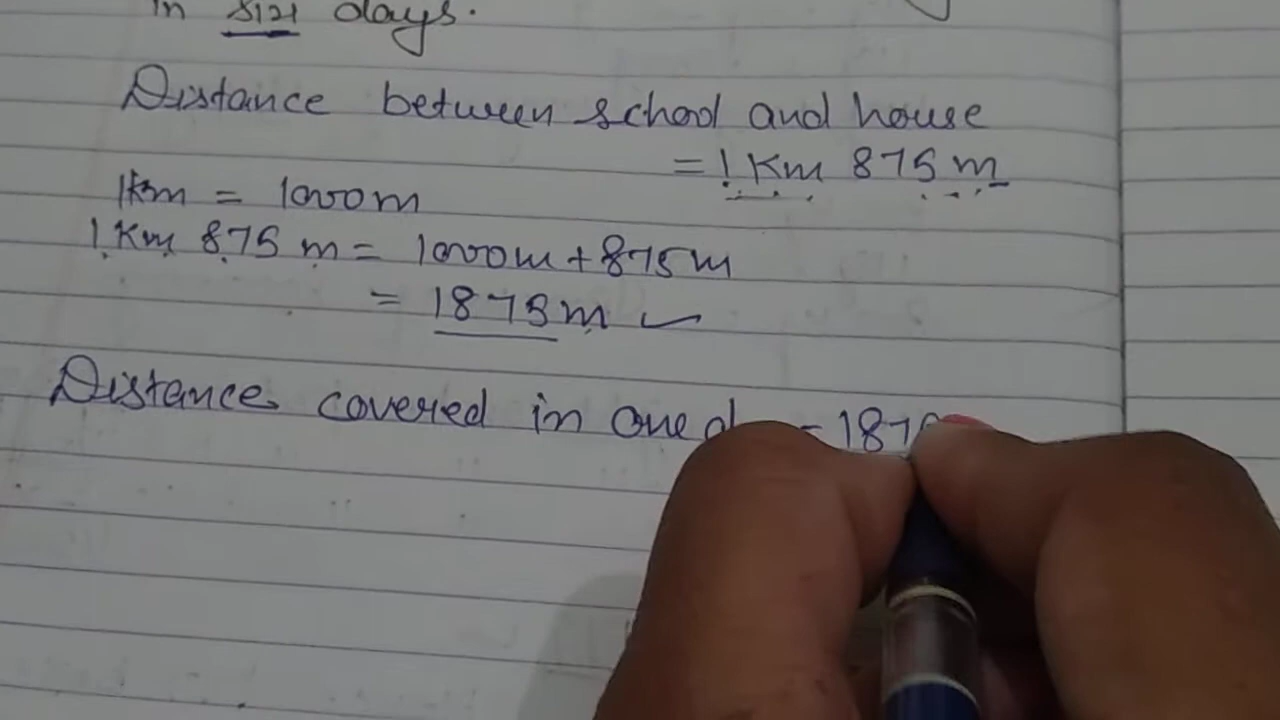 in six days.
Distance between school and house
= 1 Km 875 m
1km = 1000m
1 Km 875 m = 1000m + 875m
= 1875m
Distance covered in one = 187